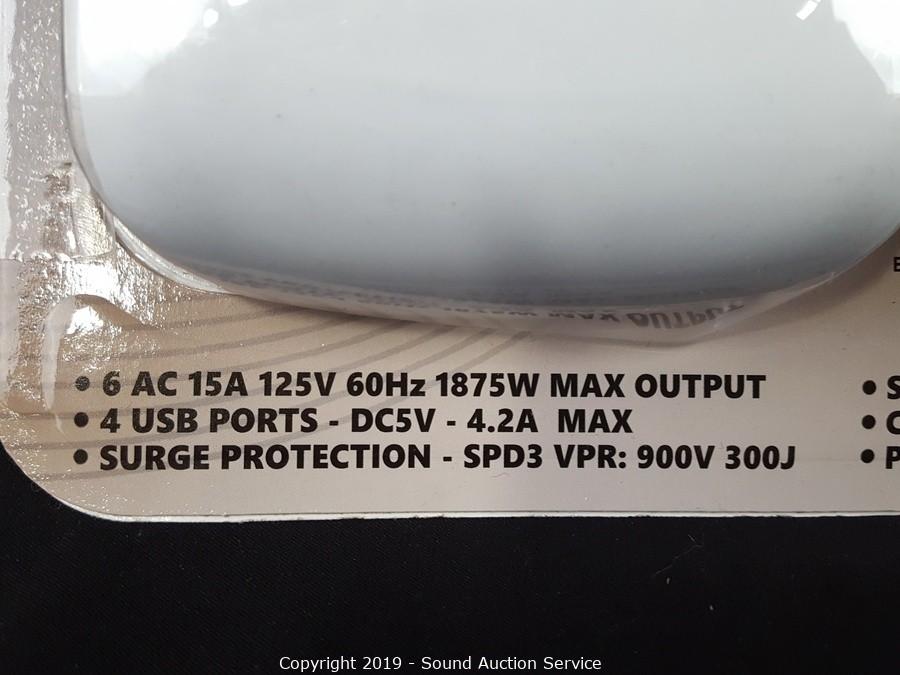 • 6 AC 15A 125V 60Hz 1875W MAX OUTPUT
• 4 USB PORTS - DC5V - 4.2A MAX
• SURGE PROTECTION - SPD3 VPR: 900V 300J
• S
• C
• P
Copyright 2019 - Sound Auction Service